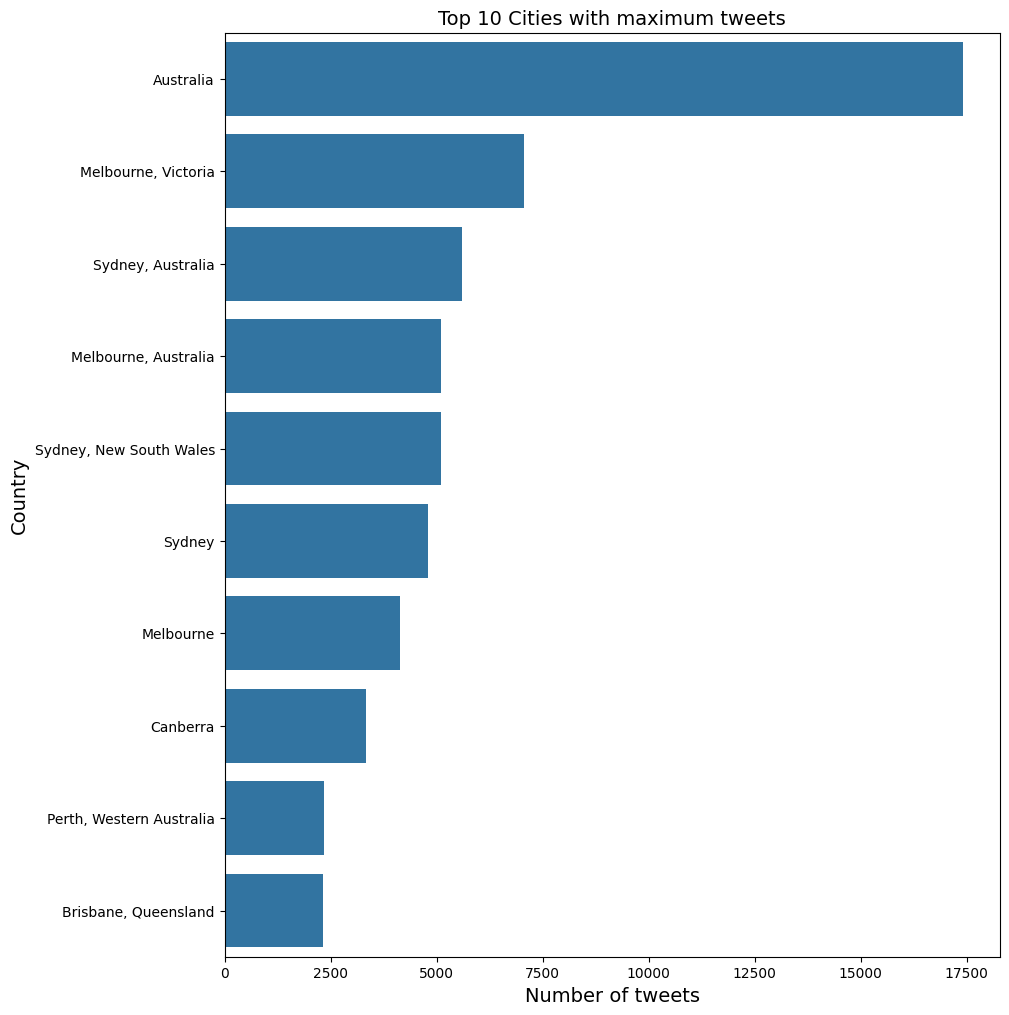 Top 10 Cities with maximum tweets
Australia
Melbourne, Victoria
Sydney, Australia
Melbourne, Australia
Sydney, New South Wales
Sydney
Melbourne
Canberra
Perth, Western Australia
Brisbane, Queensland
Country
0 2500 5000 7500 10000 12500 15000 17500
Number of tweets